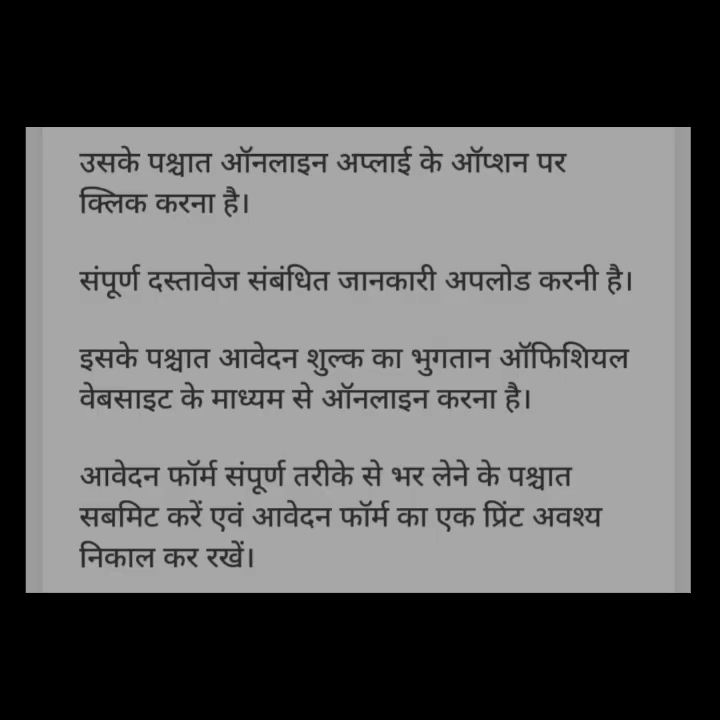 उसके पश्चात ऑनलाइन अप्लाई के ऑप्शन पर
क्लिक करना है।
संपूर्ण दस्तावेज संबंधित जानकारी अपलोड करनी है।
इसके पश्चात आवेदन शुल्क का भुगतान ऑफिशियल
वेबसाइट के माध्यम से ऑनलाइन करना है।
आवेदन फॉर्म संपूर्ण तरीके से भर लेने के पश्चात
सबमिट करें एवं आवेदन फॉर्म का एक प्रिंट अवश्य
निकाल कर रखें।